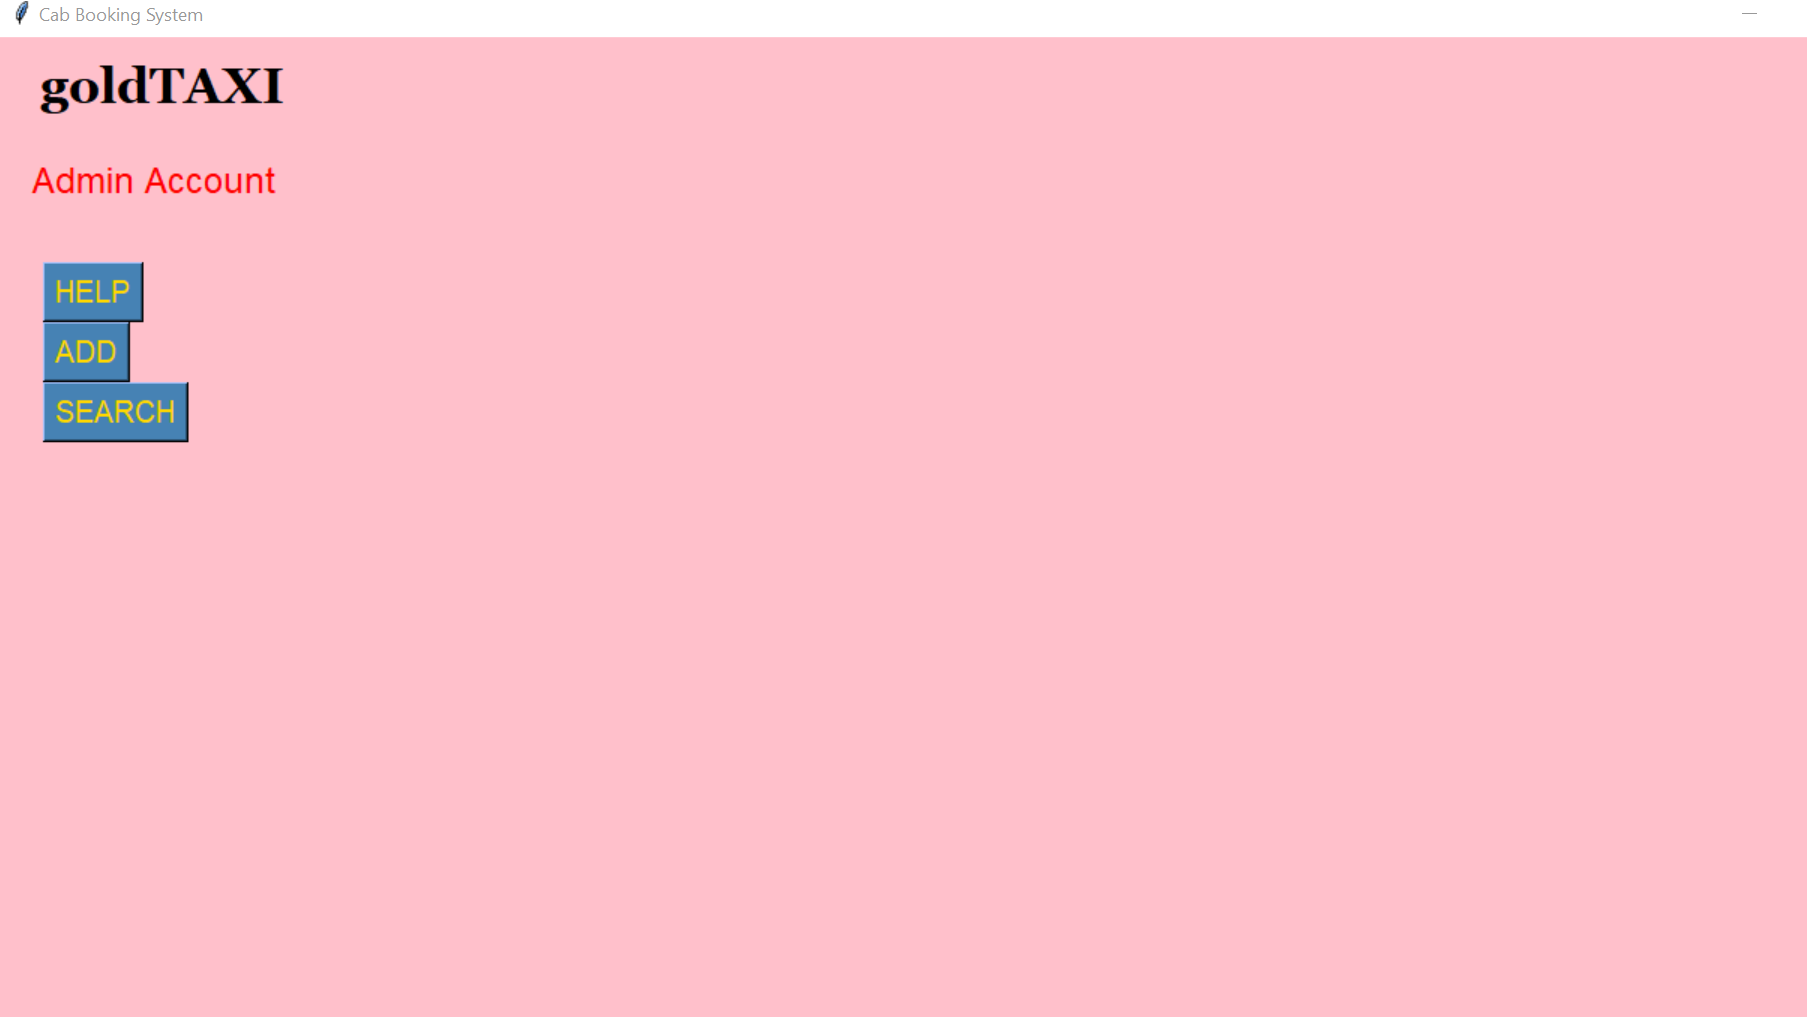 Cab Booking System
goldTAXI
Admin Account
HELP
ADD
SEARCH